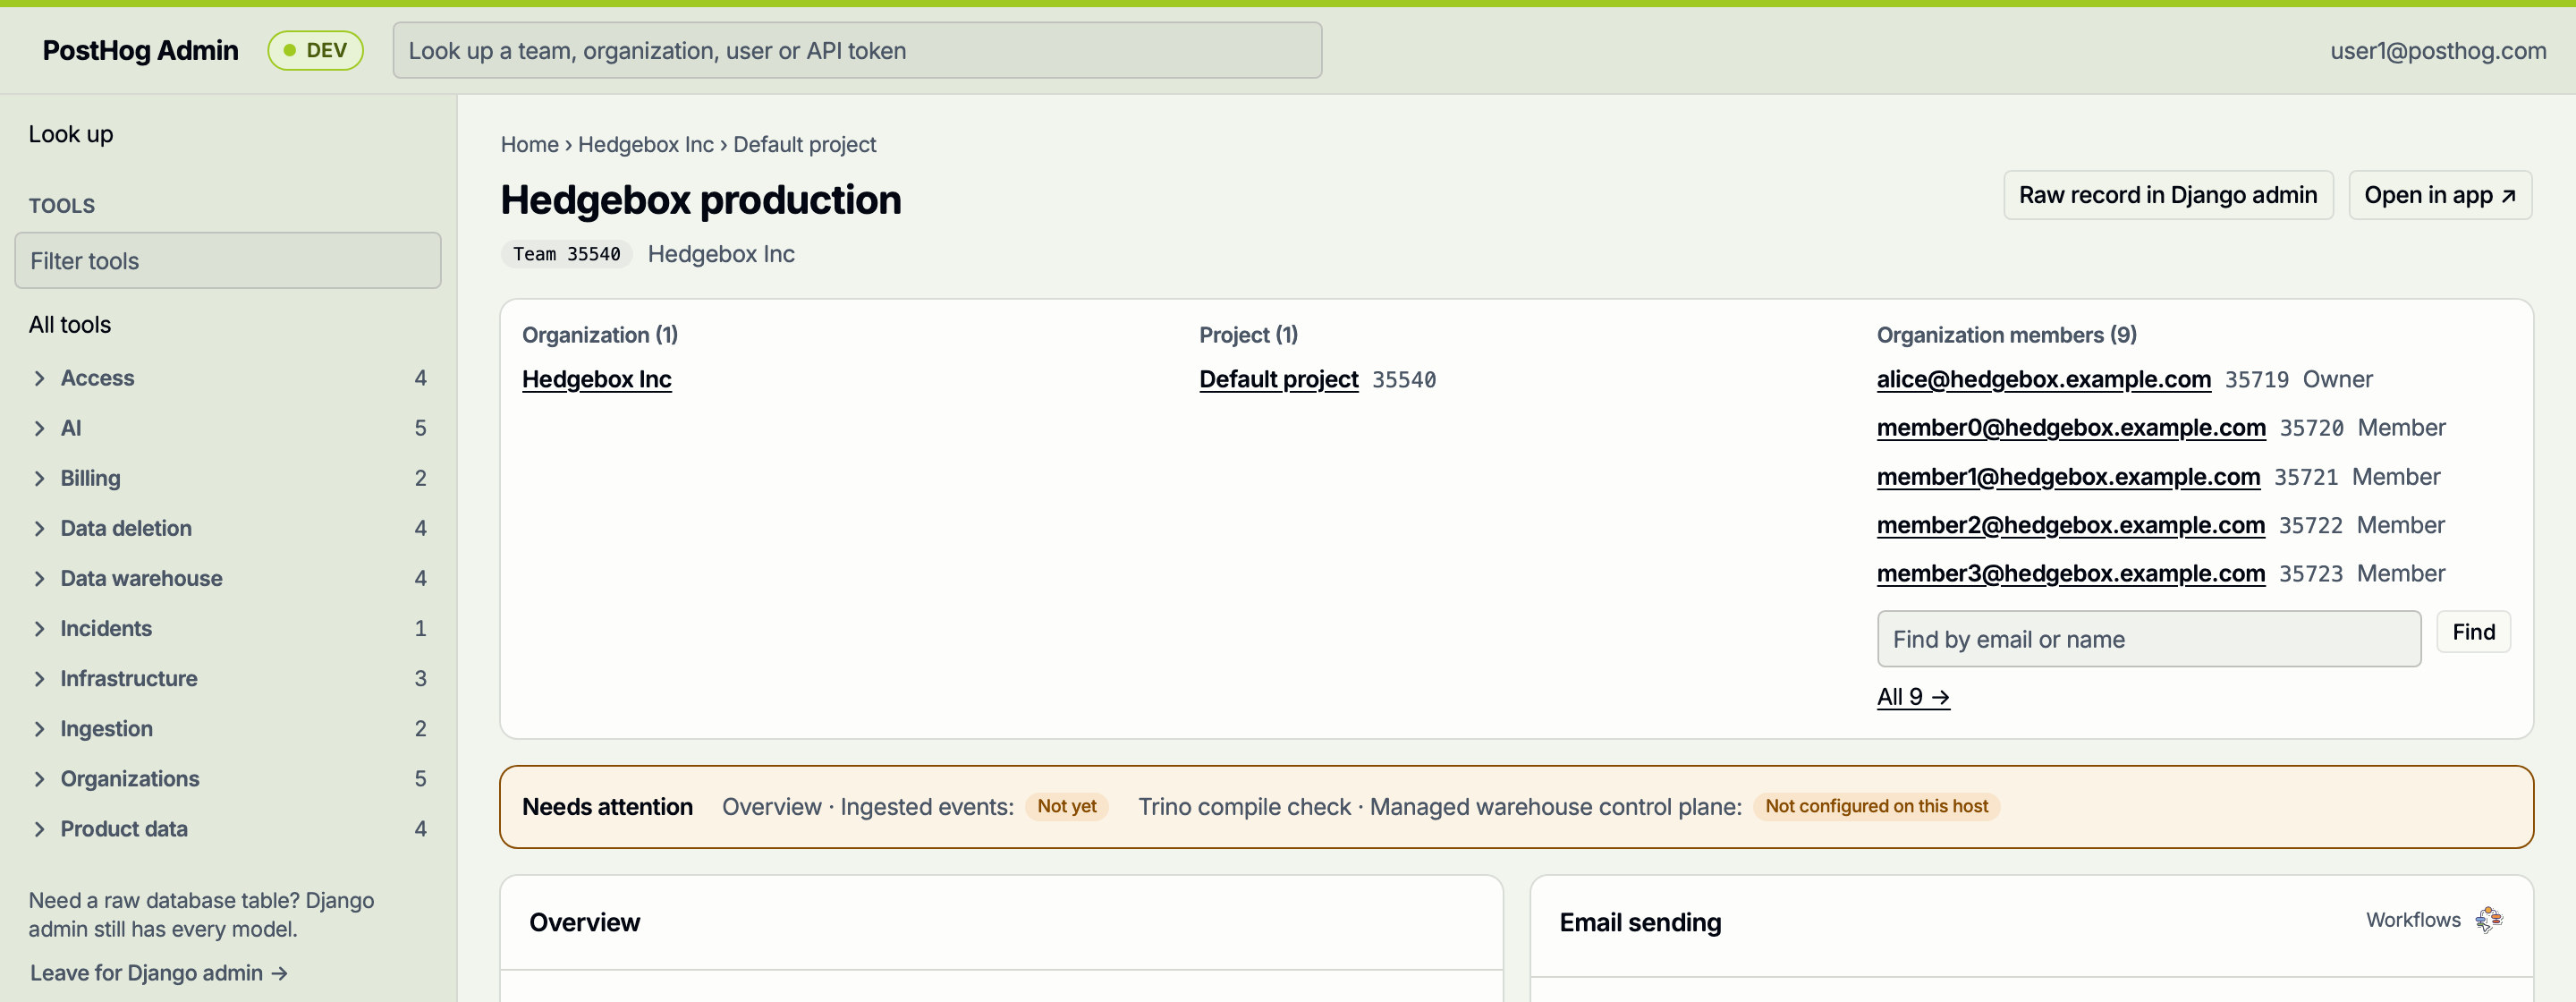 PostHog Admin
DEV
Look up a team, organization, user or API token
user1@posthog.com
Look up
TOOLS
Filter tools
All tools
Access 4
AI 5
Billing 2
Data deletion 4
Data warehouse 4
Incidents 1
Infrastructure 3
Ingestion 2
Organizations 5
Product data 4
Need a raw database table? Django
admin still has every model.
Leave for Django admin →
Home › Hedgebox Inc › Default project
Hedgebox production
Raw record in Django admin
Open in app ↗
Team 35540 Hedgebox Inc
Organization (1)
Hedgebox Inc
Project (1)
Default project 35540
Organization members (9)
alice@hedgebox.example.com 35719 Owner
member0@hedgebox.example.com 35720 Member
member1@hedgebox.example.com 35721 Member
member2@hedgebox.example.com 35722 Member
member3@hedgebox.example.com 35723 Member
Find by email or name
Find
All 9 →
Needs attention Overview · Ingested events: Not yet Trino compile check · Managed warehouse control plane: Not configured on this host
Overview
Email sending
Workflows